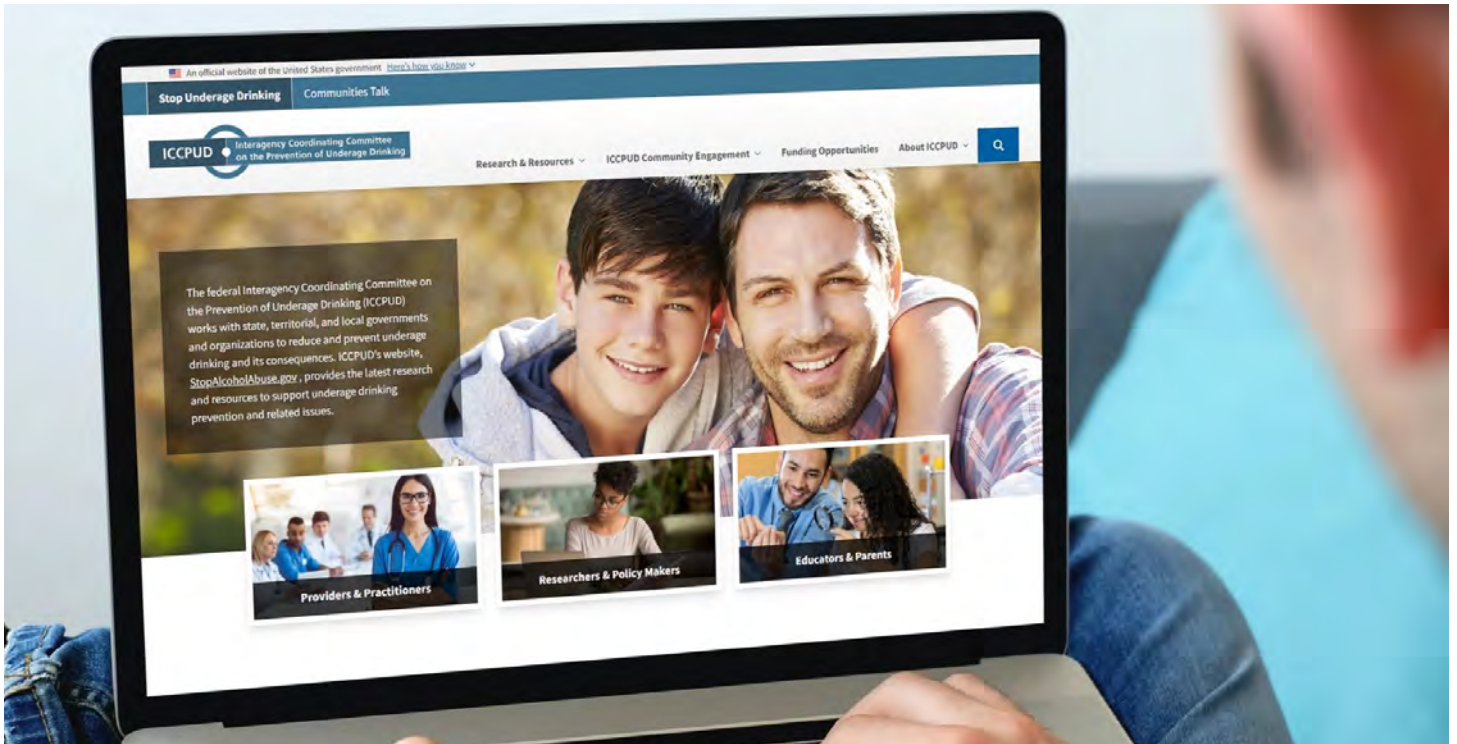 An official website of the United States government Here's how you know
Stop Underage Drinking
Communities Talk
ICCPUD
Interagency Coordinating Committee
on the Prevention of Underage Drinking
Research & Resources
ICCPUD Community Engagement
Funding Opportunities
About ICCPUD
The federal Interagency Coordinating Committee on
the Prevention of Underage Drinking (ICCPUD)
works with state, territorial, and local governments
and organizations to reduce and prevent underage
drinking and its consequences. ICCPUD's website,
StopAlcoholAbuse.gov , provides the latest research
and resources to support underage drinking
prevention and related issues.
Providers & Practitioners
Researchers & Policy Makers
Educators & Parents